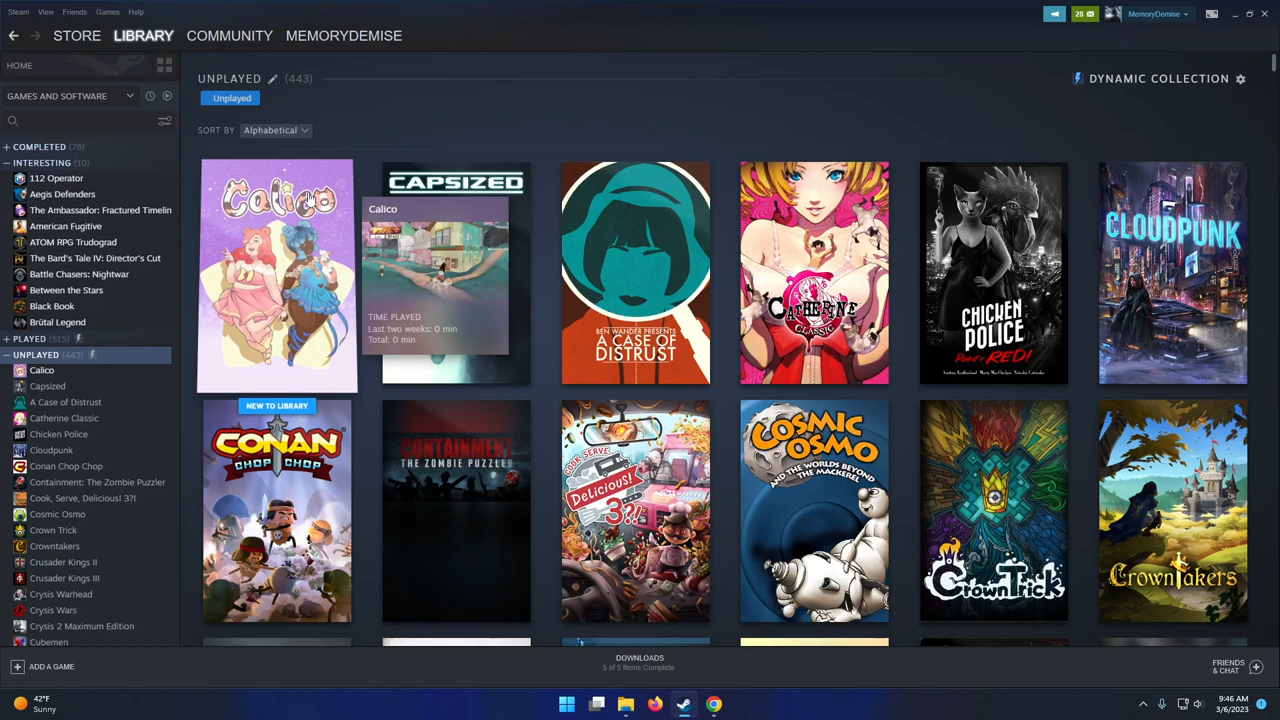 Steam View Friends Games Help
28 MemoryDemise
STORE LIBRARY COMMUNITY MEMORYDEMISE
HOME
GAMES AND SOFTWARE
COMPLETED (78)
INTERESTING (10)
112 Operator
Aegis Defenders
The Ambassador: Fractured Timelin
American Fugitive
ATOM RPG Trudograd
The Bard's Tale IV: Director's Cut
Battle Chasers: Nightwar
Between the Stars
Black Book
Brütal Legend
PLAYED (515)
UNPLAYED (443)
Calico
Capsized
A Case of Distrust
Catherine Classic
Chicken Police
Cloudpunk
Conan Chop Chop
Containment: The Zombie Puzzler
Cook, Serve, Delicious! 3?!
Cosmic Osmo
Crown Trick
Crowntakers
Crusader Kings II
Crusader Kings III
Crysis Warhead
Crysis Wars
Crysis 2 Maximum Edition
Cubemen
UNPLAYED (443)
DYNAMIC COLLECTION
Unplayed
SORT BY Alphabetical
Calico
CAPSIZED
Calico
TIME PLAYED
Last two weeks: 0 min
Total: 0 min
BEN WANDER PRESENTS
A CASE OF
DISTRUST
CATHERINE
CLASSIC
CHICKEN
POLICE
Paint it RED!
CLOUDPUNK
NEW TO LIBRARY
CONAN
CHOP CHOP
CONTAINMENT
THE ZOMBIE PUZZLER
COOK, SERVE,
Delicious!
3?!
COSMIC
OSMO
AND THE WORLDS BEYOND
THE MACKEREL
CROWNTRICK
CROWNTAKERS
ADD A GAME
DOWNLOADS
5 of 5 Items Complete
FRIENDS
& CHAT
42°F
Sunny
9:46 AM
3/6/2023
1